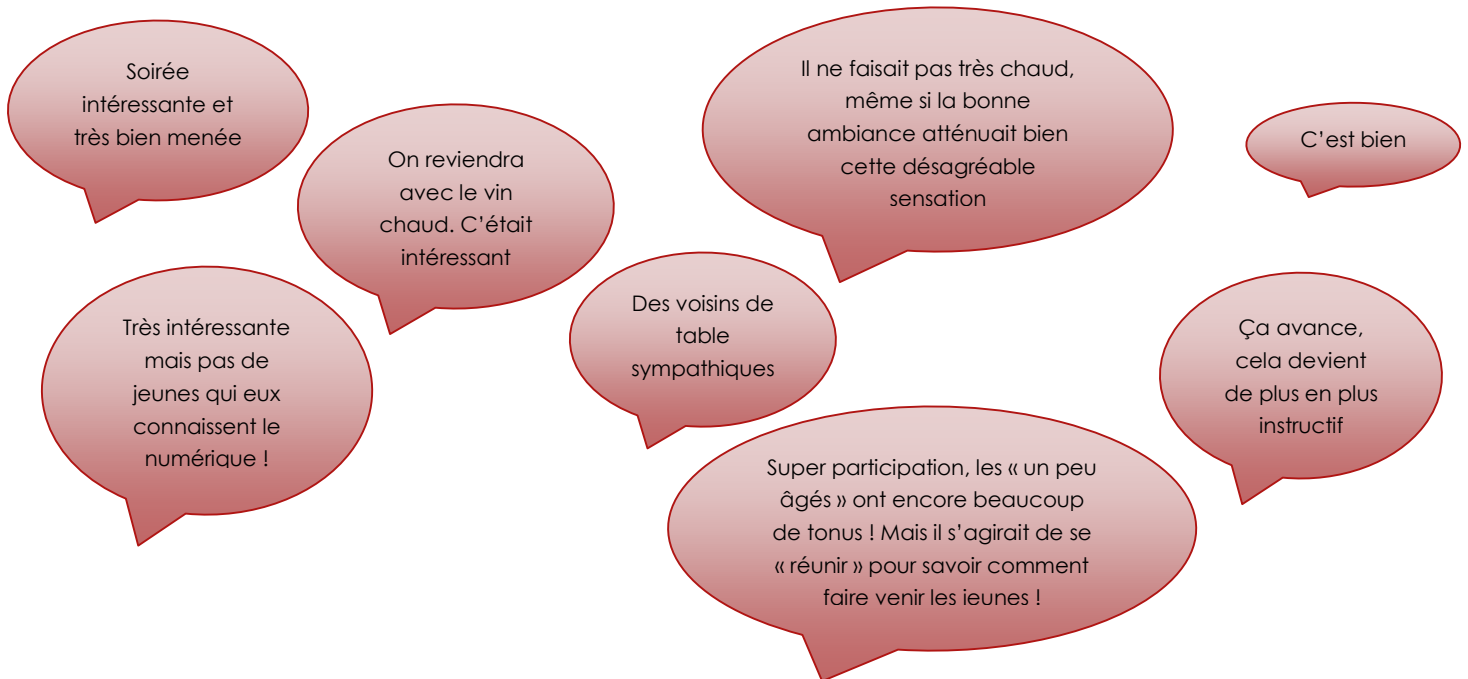 Soirée
intéressante et
très bien menée
On reviendra
avec le vin
chaud. C’était
intéressant
Il ne faisait pas très chaud,
même si la bonne
ambiance atténuait bien
cette désagréable
sensation
C’est bien
Très intéressante
mais pas de
jeunes qui eux
connaissent le
numérique !
Des voisins de
table
sympathiques
Ça avance,
cela devient
de plus en plus
instructif
Super participation, les « un peu
âgés » ont encore beaucoup
de tonus ! Mais il s’agirait de se
« réunir » pour savoir comment
faire venir les jeunes !